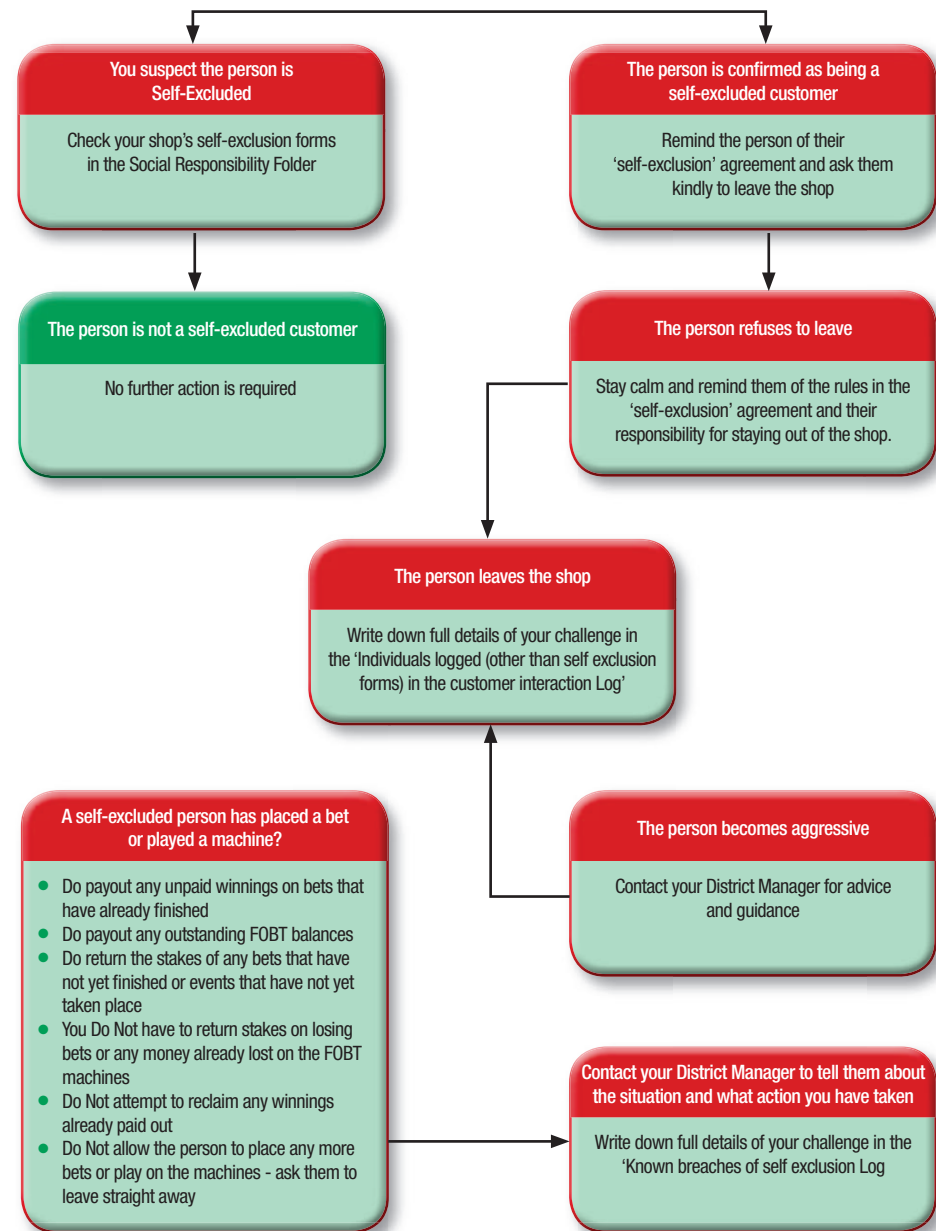 You suspect the person is
Self-Excluded
Check your shop's self-exclusion forms
in the Social Responsibility Folder
The person is confirmed as being a
self-excluded customer
Remind the person of their
‘self-exclusion’ agreement and ask them
kindly to leave the shop
The person is not a self-excluded customer
No further action is required
The person refuses to leave
Stay calm and remind them of the rules in the
‘self-exclusion’ agreement and their
responsibility for staying out of the shop.
The person leaves the shop
Write down full details of your challenge in
the ‘Individuals logged (other than self exclusion
forms) in the customer interaction Log’
A self-excluded person has placed a bet
or played a machine?
● Do payout any unpaid winnings on bets that
have already finished
● Do payout any outstanding FOBT balances
● Do return the stakes of any bets that have
not yet finished or events that have not yet
taken place
● You Do Not have to return stakes on losing
bets or any money already lost on the FOBT
machines
● Do Not attempt to reclaim any winnings
already paid out
● Do Not allow the person to place any more
bets or play on the machines - ask them to
leave straight away
The person becomes aggressive
Contact your District Manager for advice
and guidance
Contact your District Manager to tell them about
the situation and what action you have taken
Write down full details of your challenge in the
‘Known breaches of self exclusion Log